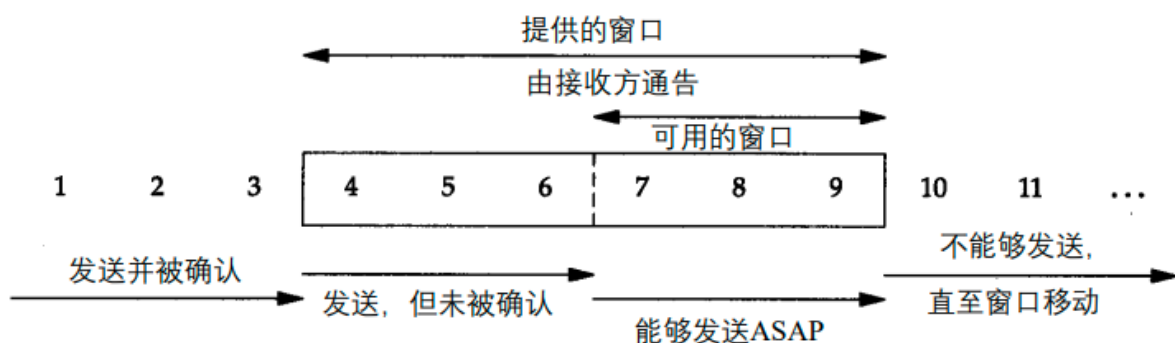 提供的窗口
由接收方通告
可用的窗口
1 2 3 4 5 6 7 8 9 10 11 …
发送并被确认
发送，但未被确认
能够发送ASAP
不能够发送，
直至窗口移动